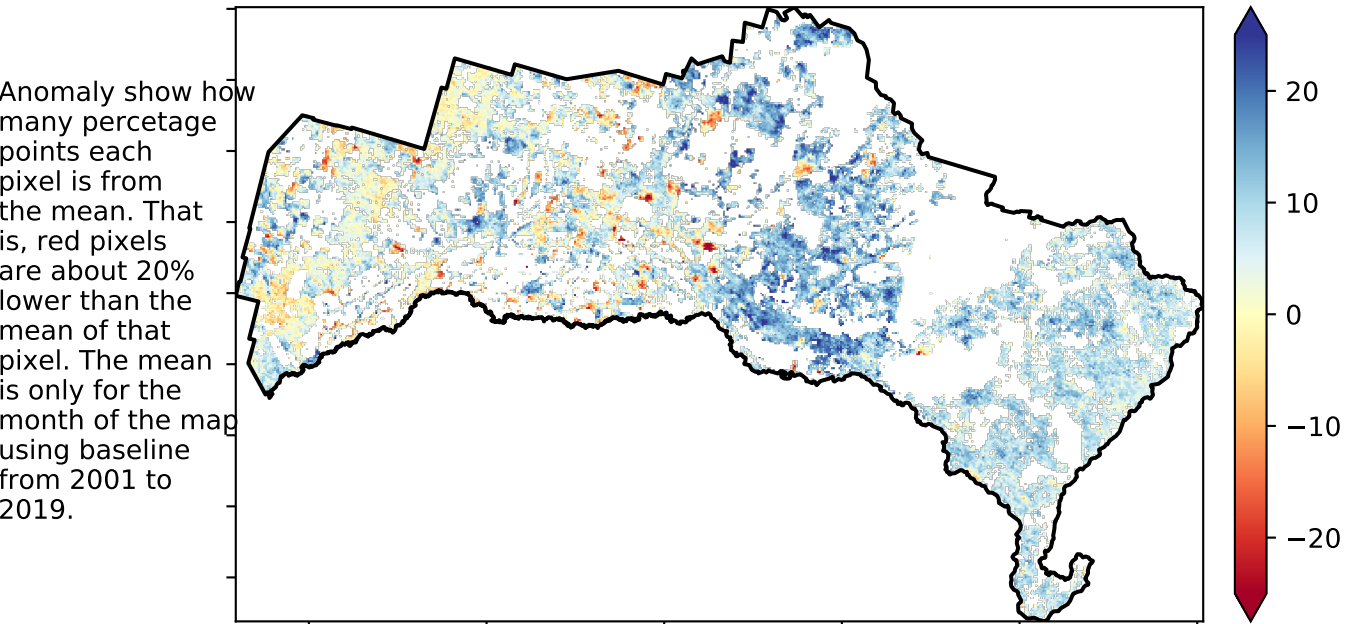 Anomaly show how
many percetage
points each
pixel is from
the mean. That
is, red pixels
are about 20%
lower than the
mean of that
pixel. The mean
is only for the
month of the map
using baseline
from 2001 to
2019.
20
10
0
−10
−20